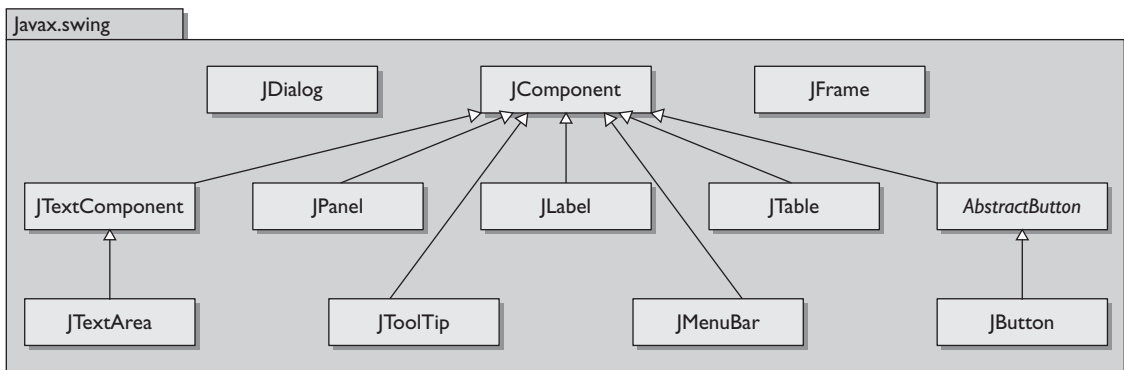 Javax.swing
JDialog
JComponent
JFrame
JTextComponent
JPanel
JLabel
JTable
AbstractButton
JTextArea
JToolTip
JMenuBar
JButton